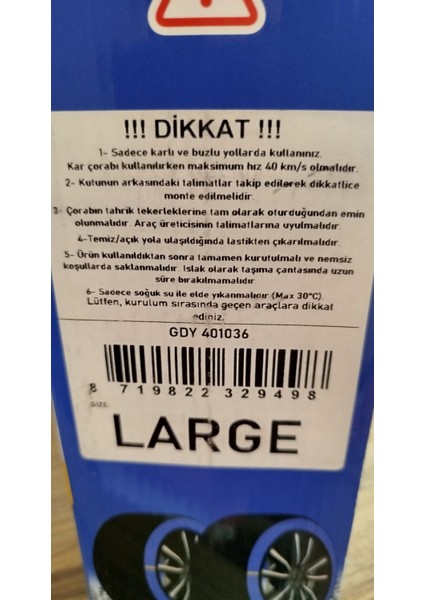 !!! DİKKAT !!!
1- Sadece karlı ve buzlu yollarda kullanınız.
Kar çorabı kullanılırken maksimum hız 40 km/s olmalıdır.
2- Kutunun arkasındaki talimatlar takip edilerek dikkatlice
monte edilmelidir.
3- Çorabın tahrik tekerleklerine tam olarak oturduğundan emin
olunmalıdır. Araç üreticisinin talimatlarına uyulmalıdır.
4-Temiz/açık yola ulaşıldığında lastikten çıkarılmalıdır.
5- Ürün kullanıldıktan sonra tamamen kurutulmalı ve nemsiz
koşullarda saklanmalıdır. Islak olarak taşıma çantasında uzun
süre bırakılmamalıdır
6- Sadece soğuk su ile elde yıkanmalıdır (Max 30°C).
Lütfen, kurulum sırasında geçen araçlara dikkat
ediniz.
GDY 401036
8 719822 329498
SIZE
LARGE